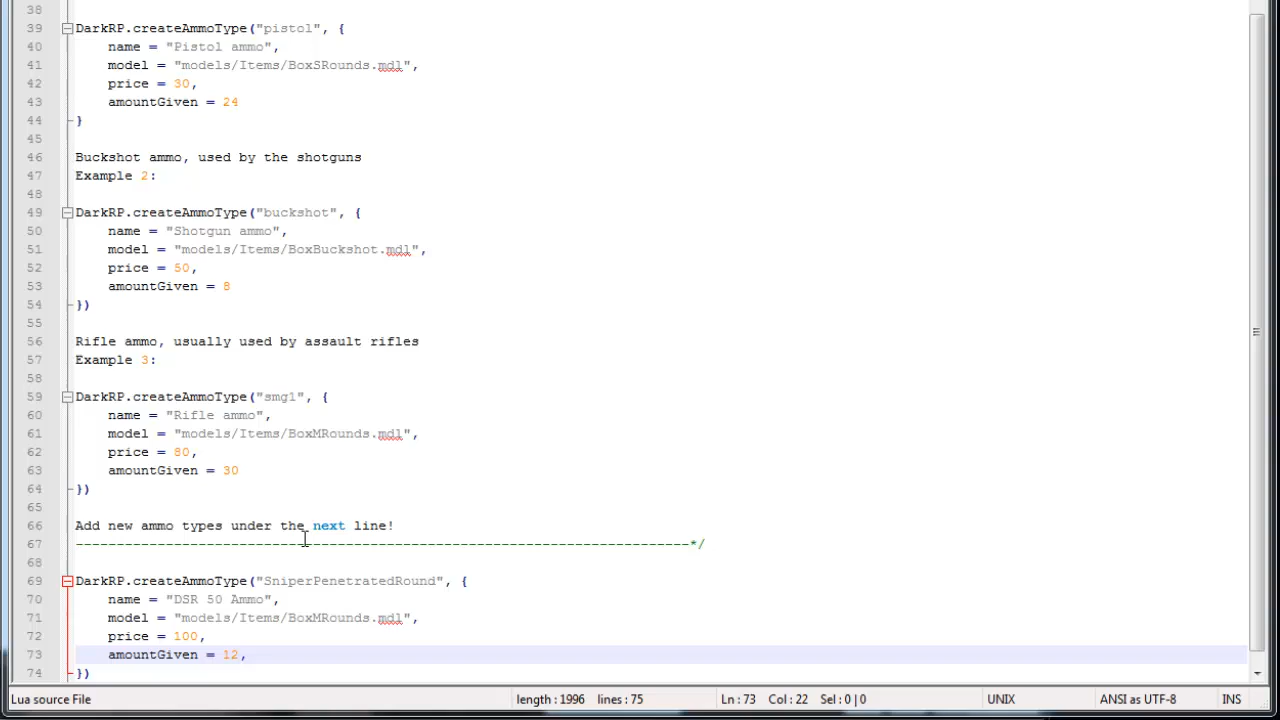 38
39 DarkRP.createAmmoType("pistol", {
40 name = "Pistol ammo",
41 model = "models/Items/BoxSRounds.mdl",
42 price = 30,
43 amountGiven = 24
44 }
45
46 Buckshot ammo, used by the shotguns
47 Example 2:
48
49 DarkRP.createAmmoType("buckshot", {
50 name = "Shotgun ammo",
51 model = "models/Items/BoxBuckshot.mdl",
52 price = 50,
53 amountGiven = 8
54 })
55
56 Rifle ammo, usually used by assault rifles
57 Example 3:
58
59 DarkRP.createAmmoType("smg1", {
60 name = "Rifle ammo",
61 model = "models/Items/BoxMRounds.mdl",
62 price = 80,
63 amountGiven = 30
64 })
65
66 Add new ammo types under the next line!
67 ---------------------------------------------------------------------------*/
68
69 DarkRP.createAmmoType("SniperPenetratedRound", {
70 name = "DSR 50 Ammo",
71 model = "models/Items/BoxMRounds.mdl",
72 price = 100,
73 amountGiven = 12,
74 })
Lua source File length : 1996 lines : 75 Ln : 73 Col : 22 Sel : 0 | 0 UNIX ANSI as UTF-8 INS